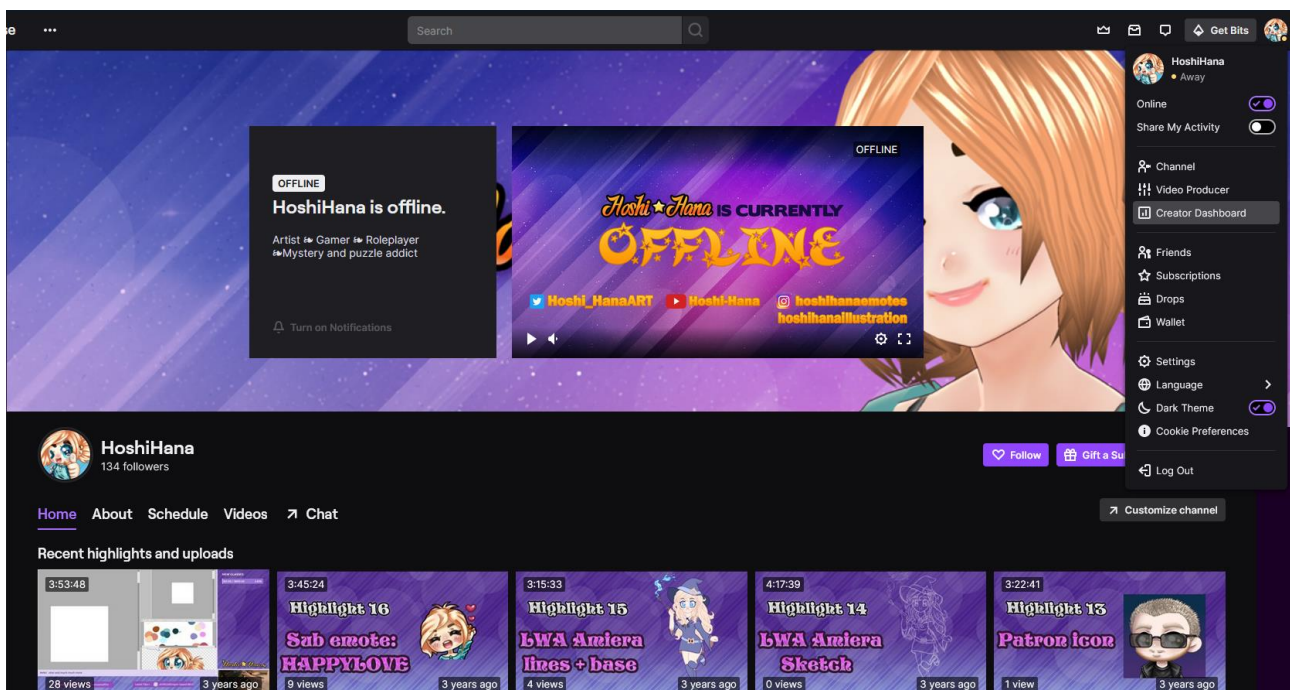 se ...
Search
Get Bits
HoshiHana
Away
Online
Share My Activity
Channel
Video Producer
Creator Dashboard
Friends
Subscriptions
Drops
Wallet
Settings
Language
Dark Theme
Cookie Preferences
Log Out
OFFLINE
HoshiHana is offline.
Artist ❧ Gamer ❧ Roleplayer
❧Mystery and puzzle addict
Turn on Notifications
OFFLINE
Hoshi★Hana IS CURRENTLY
OFFLINE
Hoshi_HanaART Hoshi-Hana hoshihanaemotes
hoshihanaillustration
HoshiHana
134 followers
Follow
Gift a Su
Home About Schedule Videos Chat
Customize channel
Recent highlights and uploads
3:53:48
28 views 3 years ago
3:45:24
Highlight 16
Sub emote:
HAPPYLOVE
9 views 3 years ago
3:15:33
Highlight 15
LWA Amiera
lines + base
4 views 3 years ago
4:17:39
Highlight 14
LWA Amiera
Sketch
0 views 3 years ago
3:22:41
Highlight 13
Patron icon
1 view 3 years ago